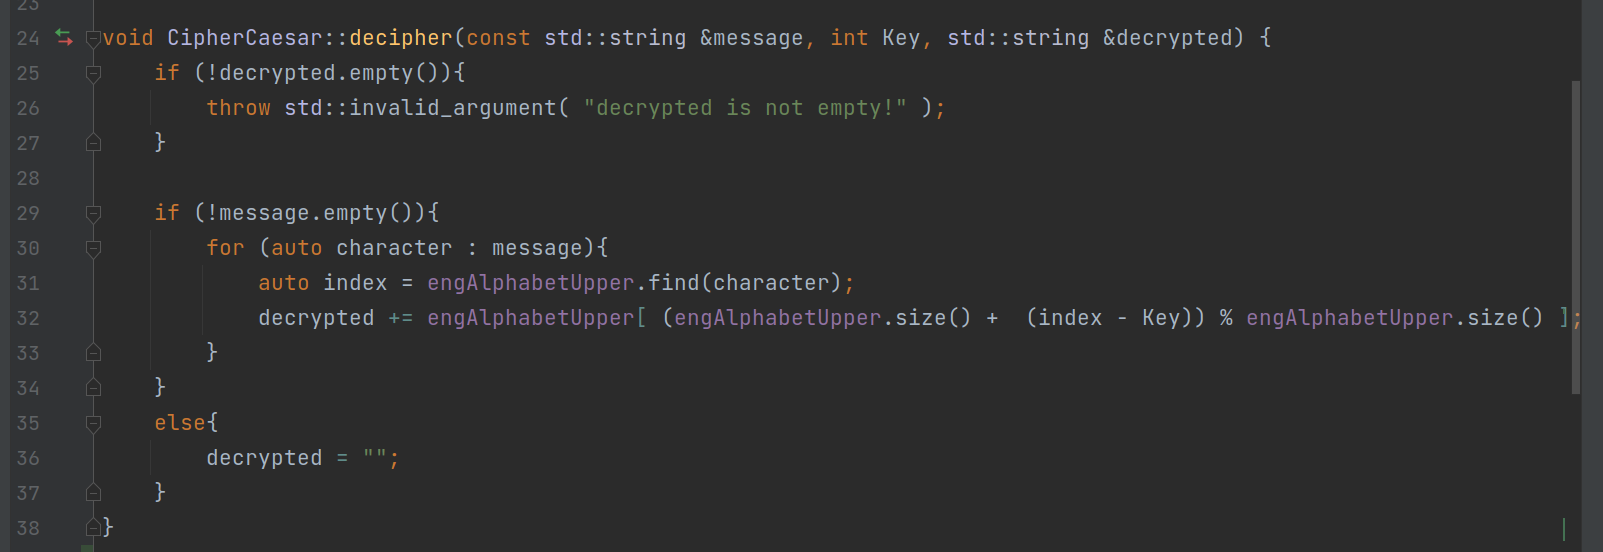 23
24 void CipherCaesar::decipher(const std::string &message, int Key, std::string &decrypted) {
25     if (!decrypted.empty()){
26         throw std::invalid_argument( "decrypted is not empty!" );
27     }
28
29     if (!message.empty()){
30         for (auto character : message){
31             auto index = engAlphabetUpper.find(character);
32             decrypted += engAlphabetUpper[ (engAlphabetUpper.size() +  (index - Key)) % engAlphabetUpper.size() ];
33         }
34     }
35     else{
36         decrypted = "";
37     }
38 }